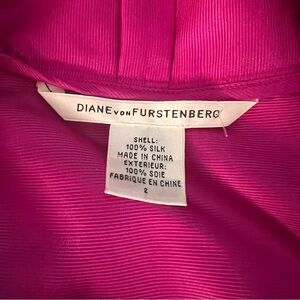 DIANE VON FURSTENBERG
SHELL:
100% SILK
MADE IN CHINA
EXTERIEUR:
100% SOIE
FABRIQUE EN CHINE
2